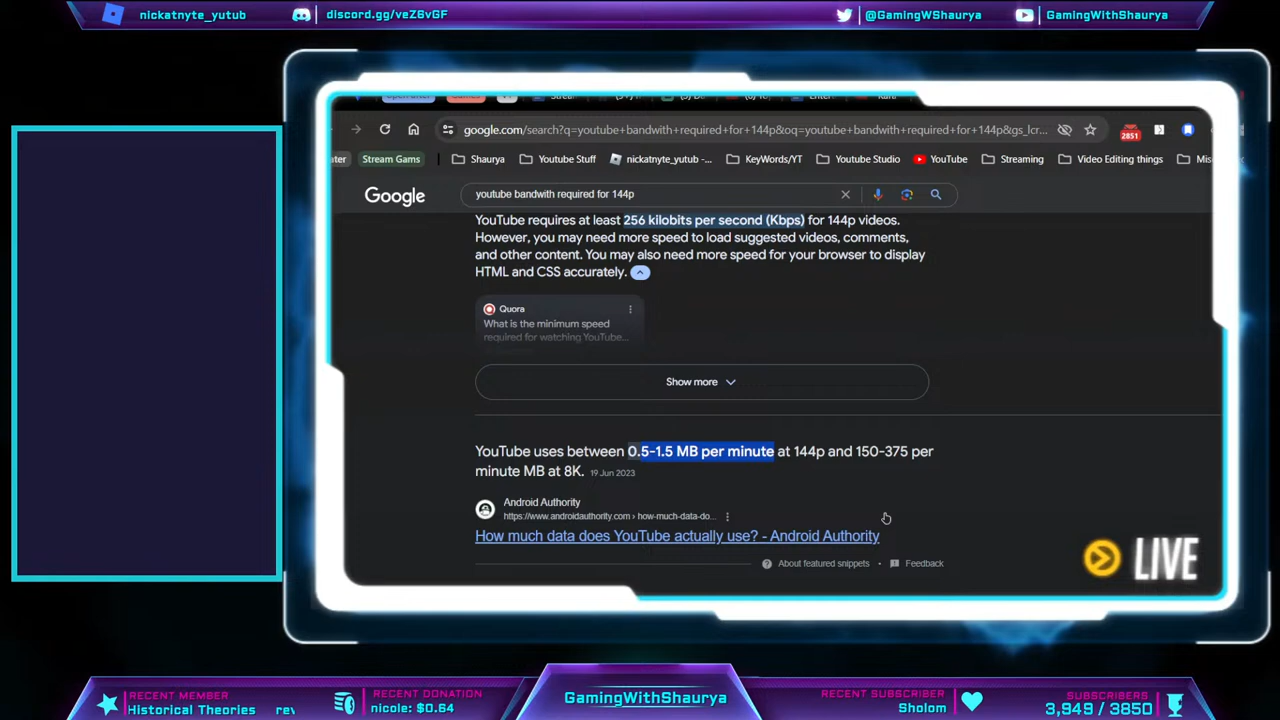 nickatnyte_yutub
discord.gg/veZ6vGF
@GamingWShaurya
GamingWithShaurya
google.com/search?q=youtube+bandwith+required+for+144p&oq=youtube+bandwith+required+for+144p&gs_lcr...
2851
Stream Gams
Shaurya
Youtube Stuff
nickatnyte_yutub -...
KeyWords/YT
Youtube Studio
YouTube
Streaming
Video Editing things
Google
youtube bandwith required for 144p
YouTube requires at least 256 kilobits per second (Kbps) for 144p videos.
However, you may need more speed to load suggested videos, comments,
and other content. You may also need more speed for your browser to display
HTML and CSS accurately.
Quora
What is the minimum speed
required for watching YouTube...
Show more
YouTube uses between 0.5-1.5 MB per minute at 144p and 150-375 per
minute MB at 8K. 19 Jun 2023
Android Authority
https://www.androidauthority.com › how-much-data-do...
How much data does YouTube actually use? - Android Authority
About featured snippets • Feedback
LIVE
RECENT MEMBER
Historical Theories
RECENT DONATION
nicole: $0.64
GamingWithShaurya
RECENT SUBSCRIBER
Sholom
SUBSCRIBERS
3,949 / 3850